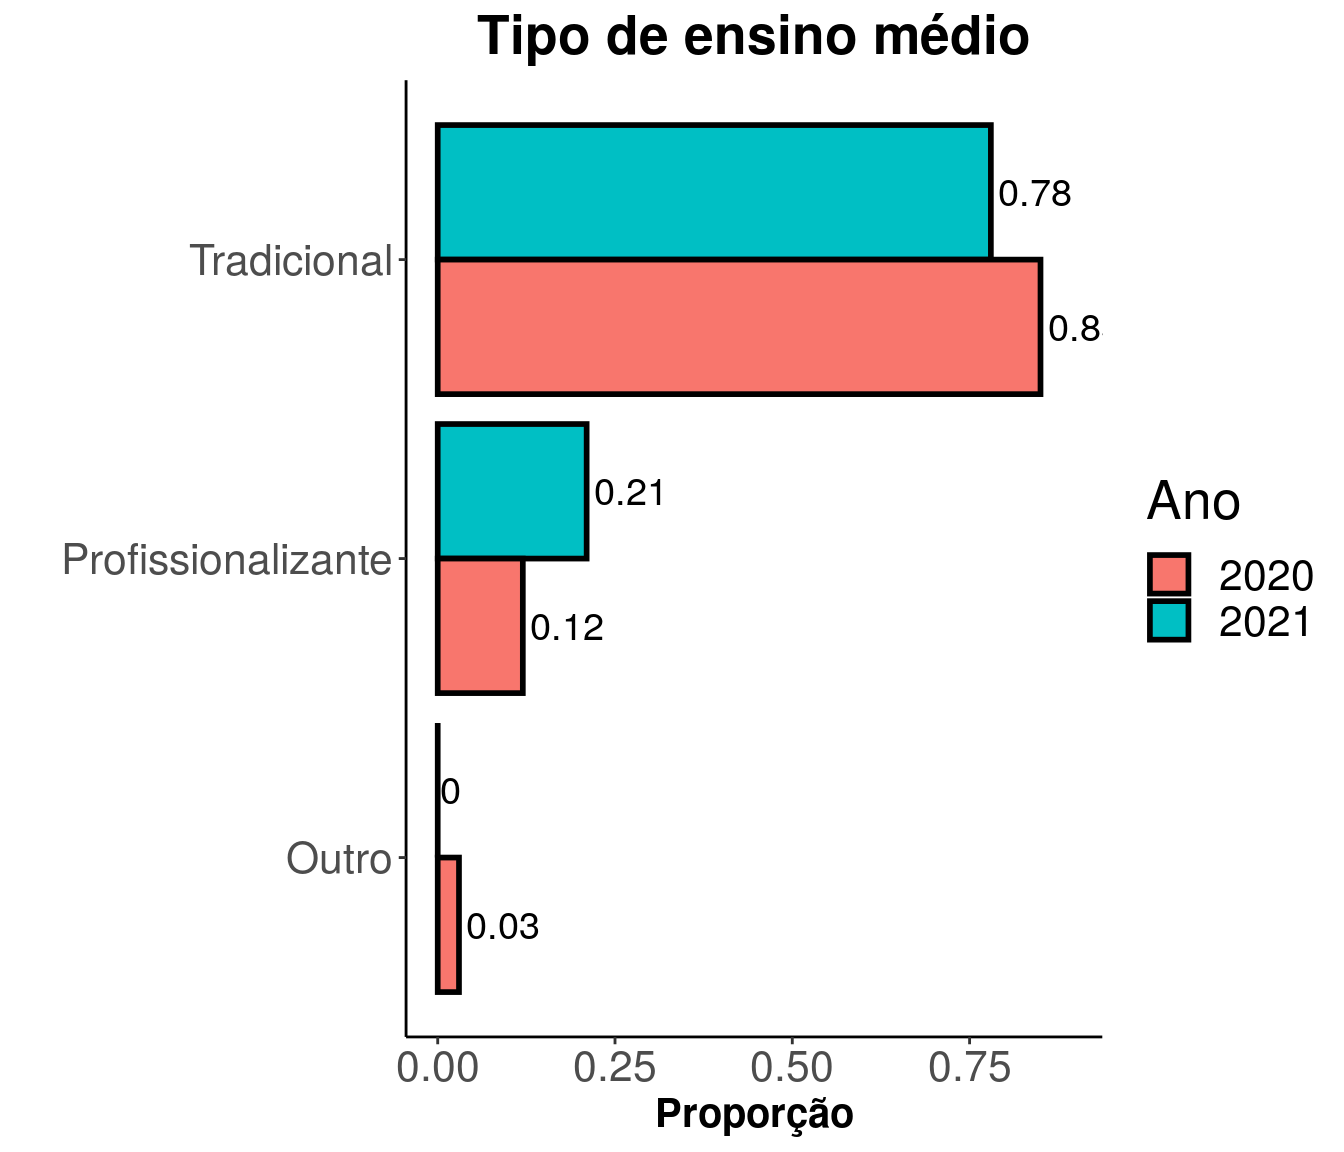 Tipo de ensino médio
Tradicional
0.78
0.8
Profissionalizante
0.21
0.12
Outro
0
0.03
0.00 0.25 0.50 0.75
Proporção
Ano
2020
2021